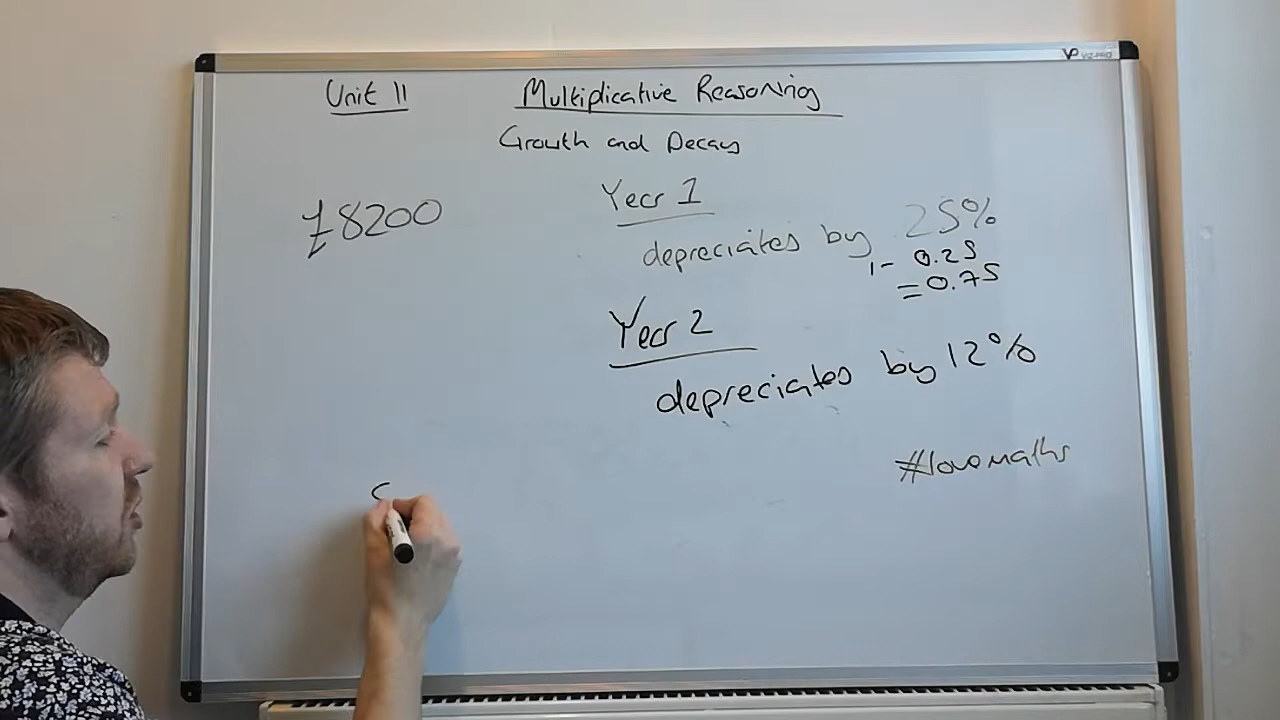 Unit 11
Multiplicative Reasoning
Growth and Decay
£8200
Year 1
depreciates by 25%
1- 0.25
=0.75
Year 2
depreciates by 12%
#lovemaths